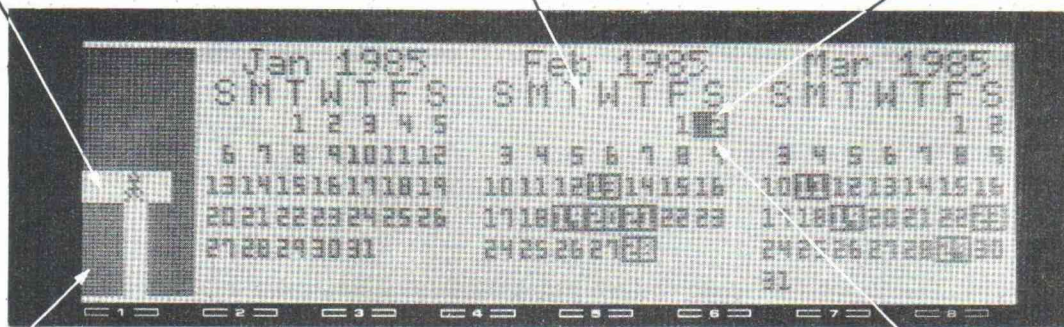 Jan 1985
S M T W T F S
1 2 3 4 5
6 7 8 9 10 11 12
13 14 15 16 17 18 19
20 21 22 23 24 25 26
27 28 29 30 31
Feb 1985
S M T W T F S
1 2
3 4 5 6 7 8 9
10 11 12 13 14 15 16
17 18 19 20 21 22 23
24 25 26 27 28
Mar 1985
S M T W T F S
1 2
3 4 5 6 7 8 9
10 11 12 13 14 15 16
17 18 19 20 21 22 23
24 25 26 27 28 29 30
31
1 2 3 4 5 6 7 8